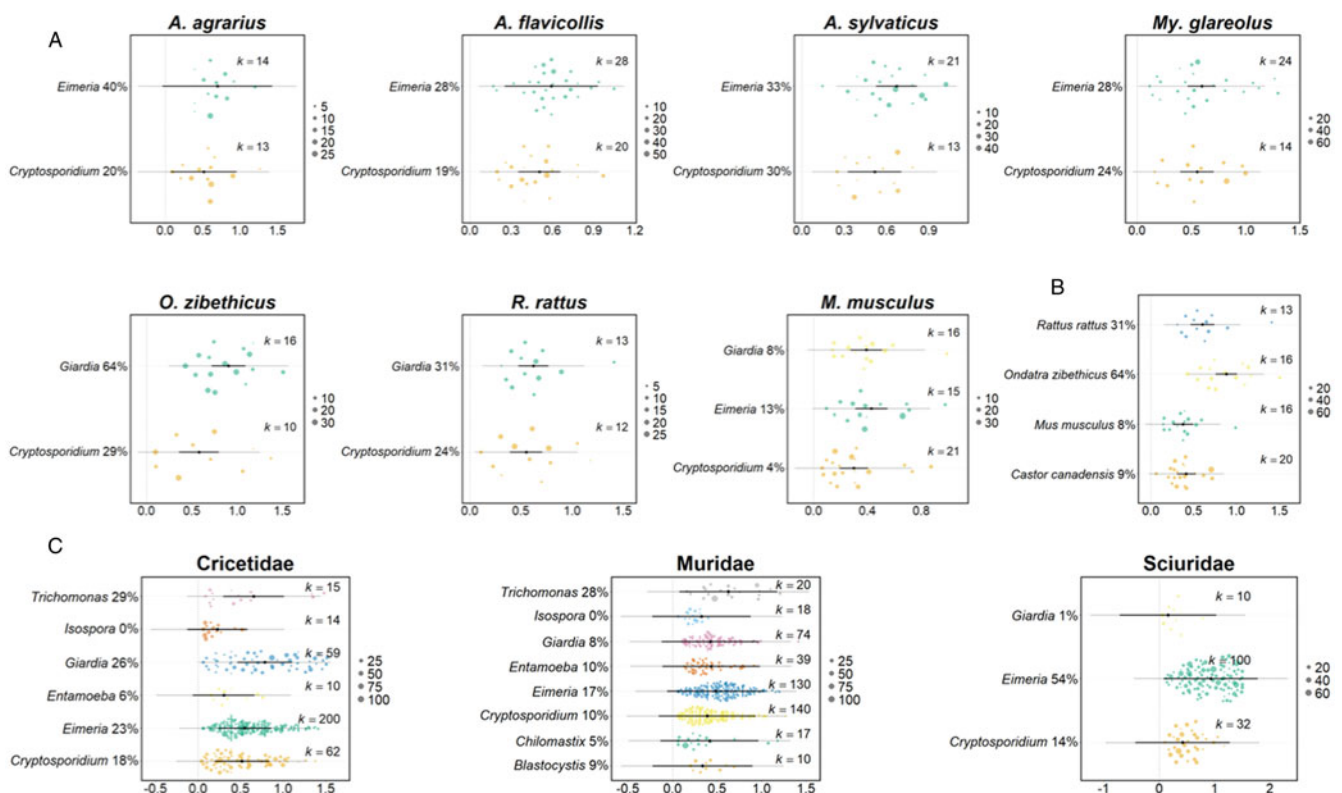 A
A. agrarius
Eimeria 40%
k = 14
Cryptosporidium 20%
k = 13
0.0 0.5 1.0 1.5
5
10
15
20
25
A. flavicollis
Eimeria 28%
k = 28
Cryptosporidium 19%
k = 20
0.0 0.3 0.6 0.9 1.2
10
20
30
40
50
A. sylvaticus
Eimeria 33%
k = 21
Cryptosporidium 30%
k = 13
0.0 0.3 0.6 0.9
10
20
30
40
My. glareolus
Eimeria 28%
k = 24
Cryptosporidium 24%
k = 14
0.0 0.5 1.0 1.5
20
40
60
O. zibethicus
Giardia 64%
k = 16
Cryptosporidium 29%
k = 10
0.0 0.5 1.0 1.5
10
20
30
R. rattus
Giardia 31%
k = 13
Cryptosporidium 24%
k = 12
0.0 0.5 1.0 1.5
5
10
15
20
25
M. musculus
Giardia 8%
k = 16
Eimeria 13%
k = 15
Cryptosporidium 4%
k = 21
0.0 0.4 0.8
10
20
30
B
Rattus rattus 31%
k = 13
Ondatra zibethicus 64%
k = 16
Mus musculus 8%
k = 16
Castor canadensis 9%
k = 20
0.0 0.5 1.0 1.5
20
40
60
C
Cricetidae
Trichomonas 29%
k = 15
Isospora 0%
k = 14
Giardia 26%
k = 59
Entamoeba 6%
k = 10
Eimeria 23%
k = 200
Cryptosporidium 18%
k = 62
-0.5 0.0 0.5 1.0 1.5
25
50
75
100
Muridae
Trichomonas 28%
k = 20
Isospora 0%
k = 18
Giardia 8%
k = 74
Entamoeba 10%
k = 39
Eimeria 17%
k = 130
Cryptosporidium 10%
k = 140
Chilomastix 5%
k = 17
Blastocystis 9%
k = 10
-0.5 0.0 0.5 1.0 1.5
25
50
75
100
Sciuridae
Giardia 1%
k = 10
Eimeria 54%
k = 100
Cryptosporidium 14%
k = 32
-1 0 1 2
20
40
60